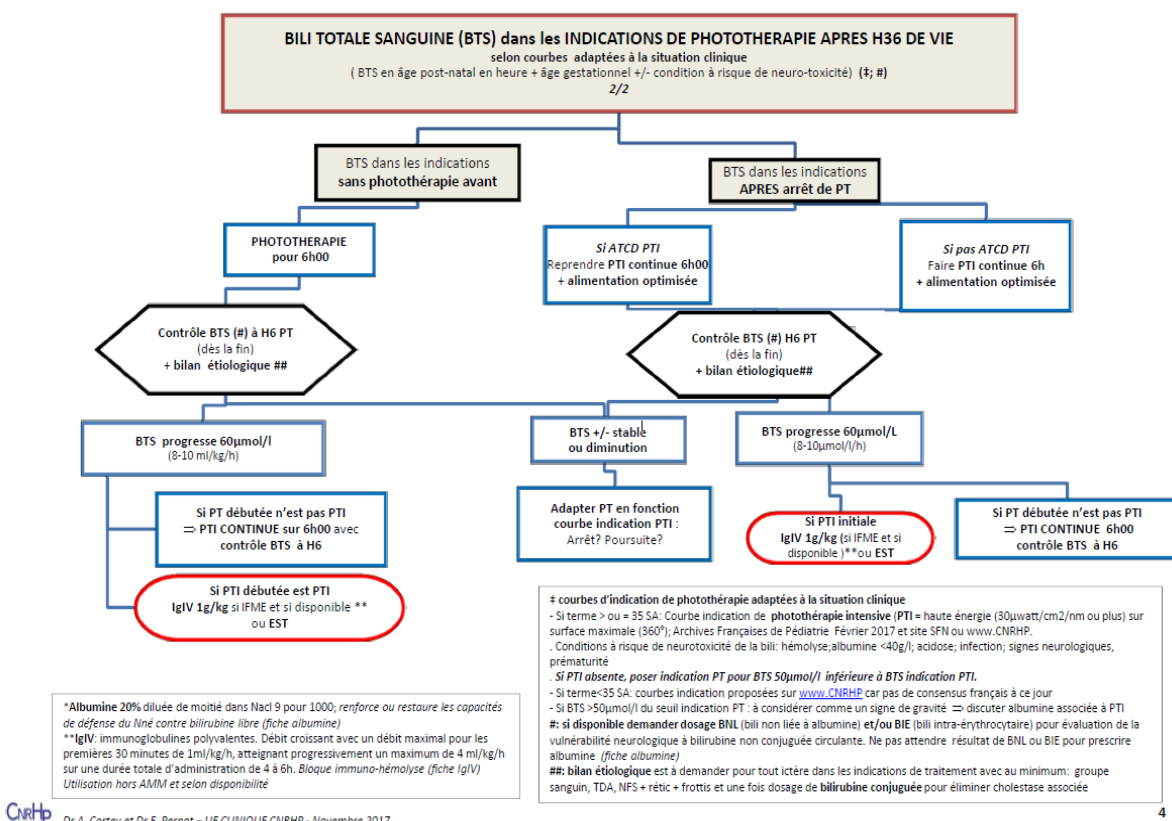 BILI TOTALE SANGUINE (BTS) dans les INDICATIONS DE PHOTOTHERAPIE APRES H36 DE VIE
selon courbes adaptées à la situation clinique
( BTS en âge post-natal en heure + âge gestationnel +/- condition à risque de neuro-toxicité) (‡; #)
2/2
BTS dans les indications
sans photothérapie avant
BTS dans les indications
APRES arrêt de PT
PHOTOTHERAPIE
pour 6h00
Si ATCD PTI
Reprendre PTI continue 6h00
+ alimentation optimisée
Si pas ATCD PTI
Faire PTI continue 6h
+ alimentation optimisée
Contrôle BTS (#) à H6 PT
(dès la fin)
+ bilan étiologique ##
Contrôle BTS (#) H6 PT
(dès la fin)
+ bilan étiologique##
BTS progresse 60µmol/l
(8-10 ml/kg/h)
BTS +/- stable
ou diminution
BTS progresse 60µmol/L
(8-10µmol/l/h)
Si PT débutée n'est pas PTI
⇒ PTI CONTINUE sur 6h00 avec
contrôle BTS à H6
Adapter PT en fonction
courbe indication PTI :
Arrêt? Poursuite?
Si PTI initiale
IgIV 1g/kg (si IFME et si
disponible )**ou EST
Si PT débutée n'est pas PTI
⇒ PTI CONTINUE 6h00
contrôle BTS à H6
Si PTI débutée est PTI
IgIV 1g/kg si IFME et si disponible **
ou EST
*Albumine 20% diluée de moitié dans Nacl 9 pour 1000; renforce ou restaure les capacités
de défense du Nné contre bilirubine libre (fiche albumine)
**IgIV: immunoglobulines polyvalentes. Débit croissant avec un débit maximal pour les
premières 30 minutes de 1ml/kg/h, atteignant progressivement un maximum de 4 ml/kg/h
sur une durée totale d'administration de 4 à 6h. Bloque immuno-hémolyse (fiche IgIV)
Utilisation hors AMM et selon disponibilité
‡ courbes d'indication de photothérapie adaptées à la situation clinique
- Si terme > ou = 35 SA: Courbe indication de photothérapie intensive (PTI = haute énergie (30µwatt/cm2/nm ou plus) sur
surface maximale (360°); Archives Françaises de Pédiatrie Février 2017 et site SFN ou www.CNRHP.
. Conditions à risque de neurotoxicité de la bili: hémolyse;albumine <40g/l; acidose; infection; signes neurologiques,
prématurité
. Si PTI absente, poser indication PT pour BTS 50µmol/l inférieure à BTS indication PTI.
- Si terme<35 SA: courbes indication proposées sur www.CNRHP car pas de consensus français à ce jour
- Si BTS >50µmol/l du seuil indication PT : à considérer comme un signe de gravité ⇒ discuter albumine associée à PTI
#: si disponible demander dosage BNL (bili non liée à albumine) et/ou BIE (bili intra-érythrocytaire) pour évaluation de la
vulnérabilité neurologique à bilirubine non conjuguée circulante. Ne pas attendre résultat de BNL ou BIE pour prescrire
albumine (fiche albumine)
##: bilan étiologique est à demander pour tout ictère dans les indications de traitement avec au minimum: groupe
sanguin, TDA, NFS + rétic + frottis et une fois dosage de bilirubine conjuguée pour éliminer cholestase associée
CNRHp Dr A. Cortey et Dr E. Pernot – UF CLINIQUE CNRHP - Novembre 2017
4